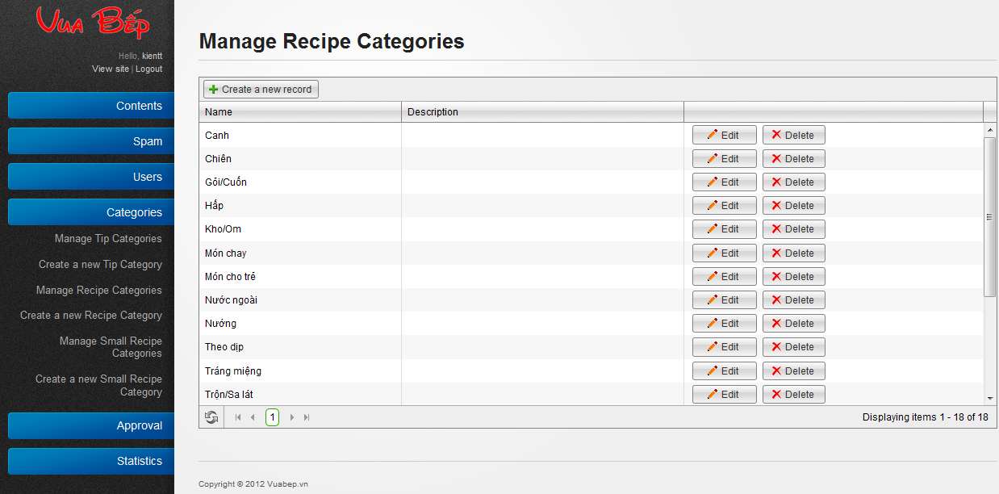 Vua Bếp
Hello, kientt
View site | Logout
Contents
Spam
Users
Categories
Manage Tip Categories
Create a new Tip Category
Manage Recipe Categories
Create a new Recipe Category
Manage Small Recipe
Categories
Create a new Small Recipe
Category
Approval
Statistics
Manage Recipe Categories
Create a new record
Name Description
Canh Edit Delete
Chiên Edit Delete
Gỏi/Cuốn Edit Delete
Hấp Edit Delete
Kho/Om Edit Delete
Món chay Edit Delete
Món cho trẻ Edit Delete
Nước ngoài Edit Delete
Nướng Edit Delete
Theo dịp Edit Delete
Tráng miệng Edit Delete
Trộn/Sa lát Edit Delete
1 Displaying items 1 - 18 of 18
Copyright © 2012 Vuabep.vn